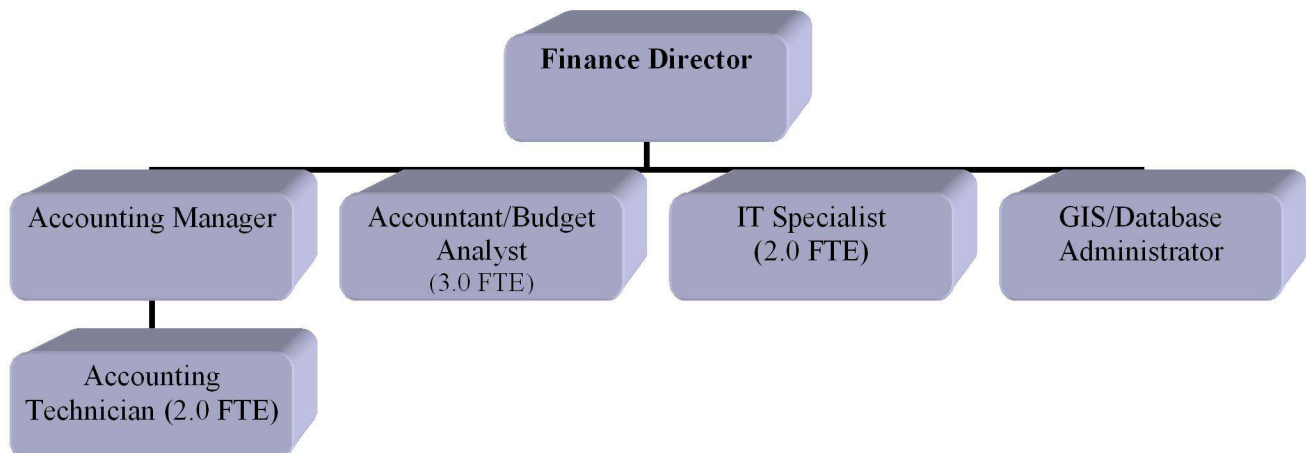 Finance Director
Accounting Manager
Accountant/Budget
Analyst
(3.0 FTE)
IT Specialist
(2.0 FTE)
GIS/Database
Administrator
Accounting
Technician (2.0 FTE)